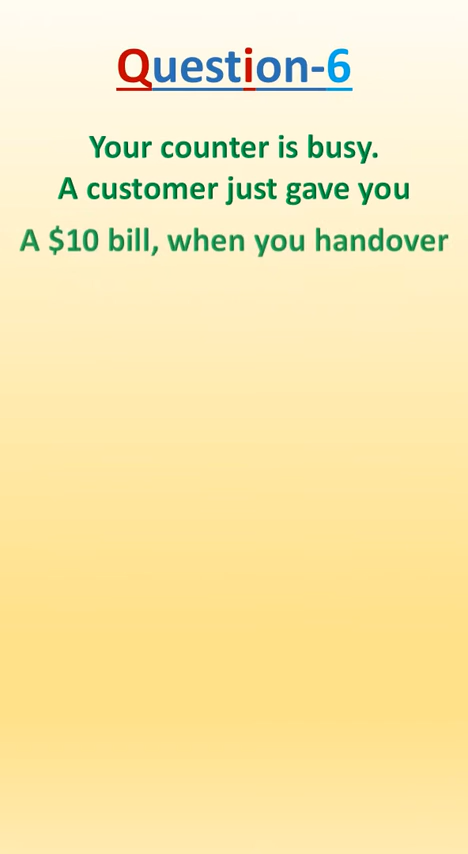 Question-6
Your counter is busy.
A customer just gave you
A $10 bill, when you handover